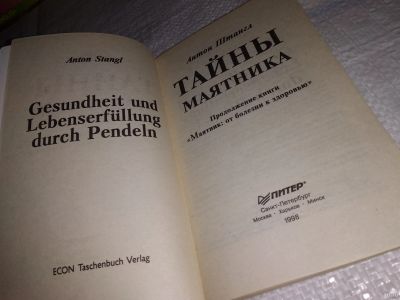 Anton Stangl
Gesundheit und
Lebenserfüllung
durch Pendeln
ECON Taschenbuch Verlag
Антон Штангл
ТАЙНЫ
МАЯТНИКА
Продолжение книги
«Маятник: от болезни к здоровью»
ПИТЕР
Санкт-Петербург
Москва • Харьков • Минск
1998